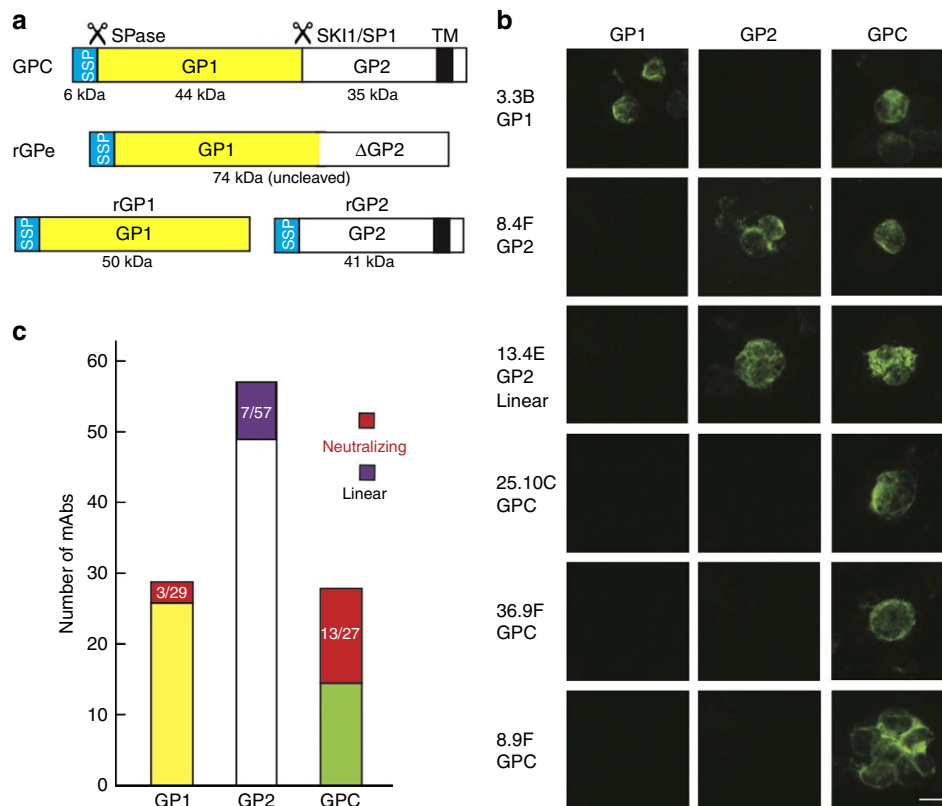 a
SPase
SKI1/SP1
TM
GPC
SSP
GP1
GP2
6 kDa
44 kDa
35 kDa
rGPe
SSP
GP1
ΔGP2
74 kDa (uncleaved)
rGP1
rGP2
SSP
GP1
SSP
GP2
50 kDa
41 kDa
b
GP1
GP2
GPC
3.3B
GP1
8.4F
GP2
13.4E
GP2
Linear
25.10C
GPC
36.9F
GPC
8.9F
GPC
c
Number of mAbs
60
50
40
30
20
10
0
7/57
3/29
13/27
Neutralizing
Linear
GP1
GP2
GPC